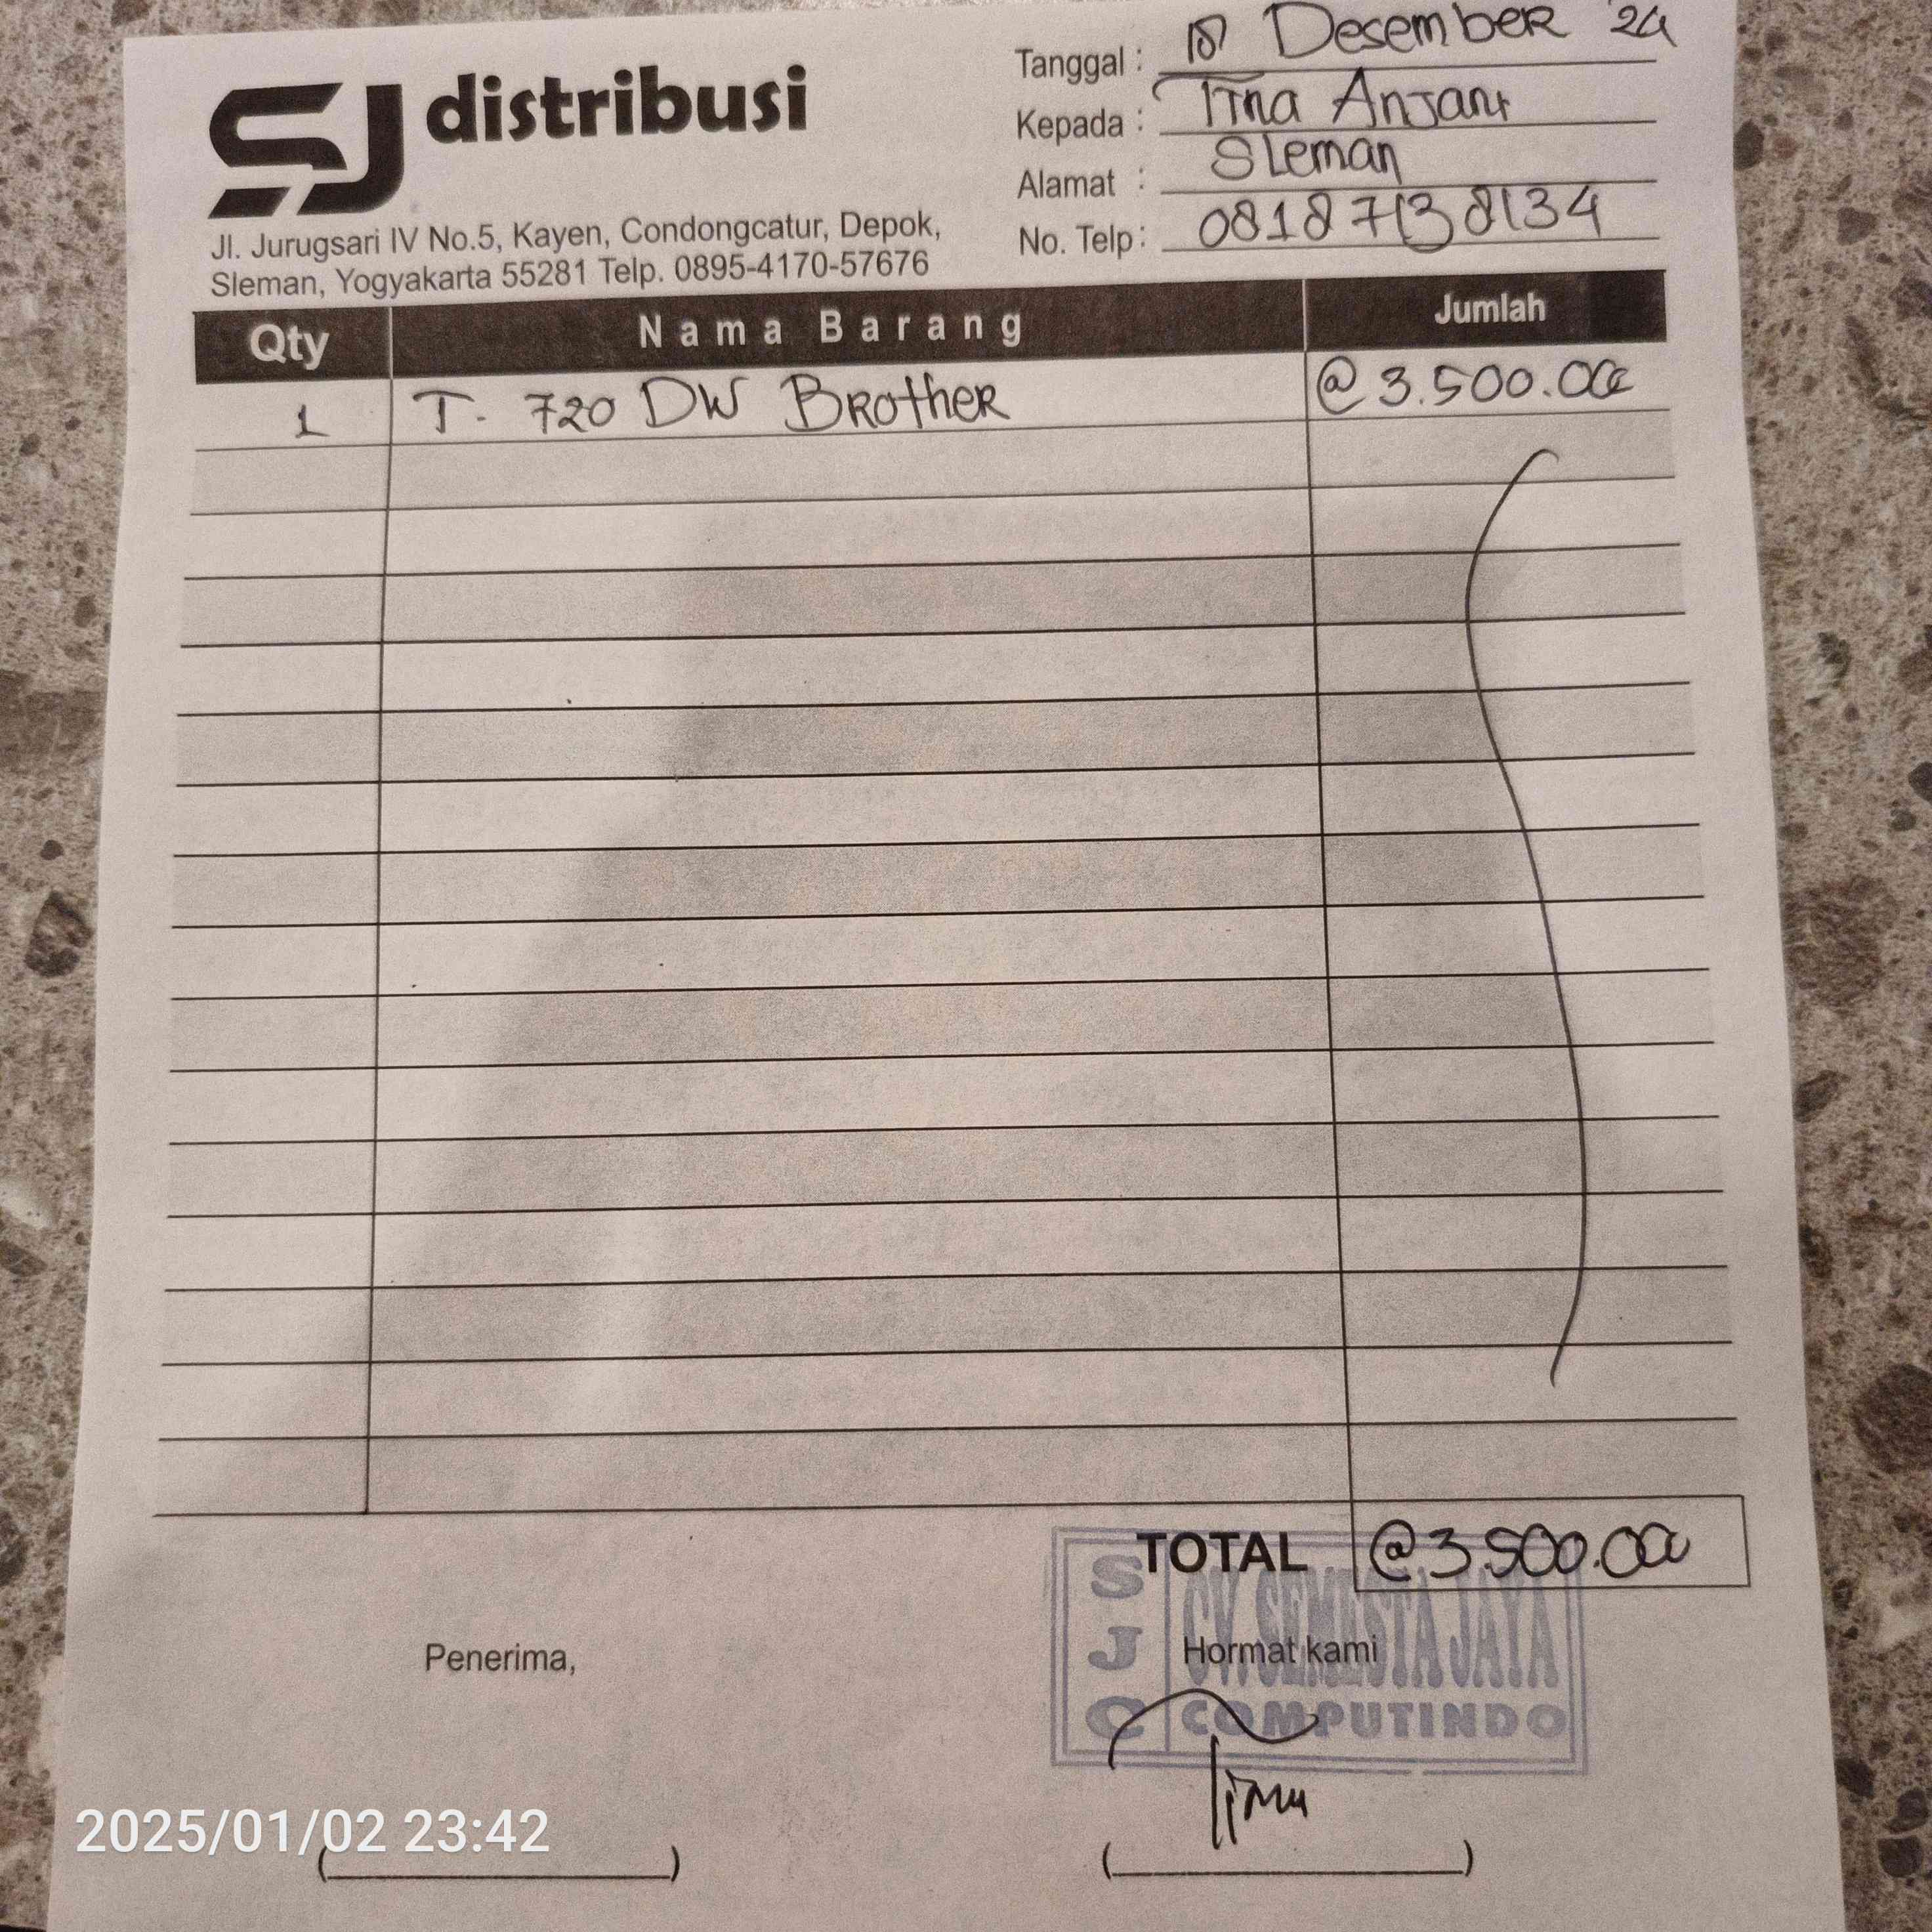 SJ distribusi
Jl. Jurugsari IV No.5, Kayen, Condongcatur, Depok,
Sleman, Yogyakarta 55281 Telp. 0895-4170-57676
Tanggal : 18 Desember '24
Kepada : Tina Anjani
Alamat : Sleman
No. Telp : 08187138134
Qty Nama Barang Jumlah
1 T. 720 DW Brother @ 3.500.000
TOTAL @ 3.500.000
SJC CV. SEMESTA JAYA
COMPUTINDO
Penerima, Hormat kami
2025/01/02 23:42
( ) ( )